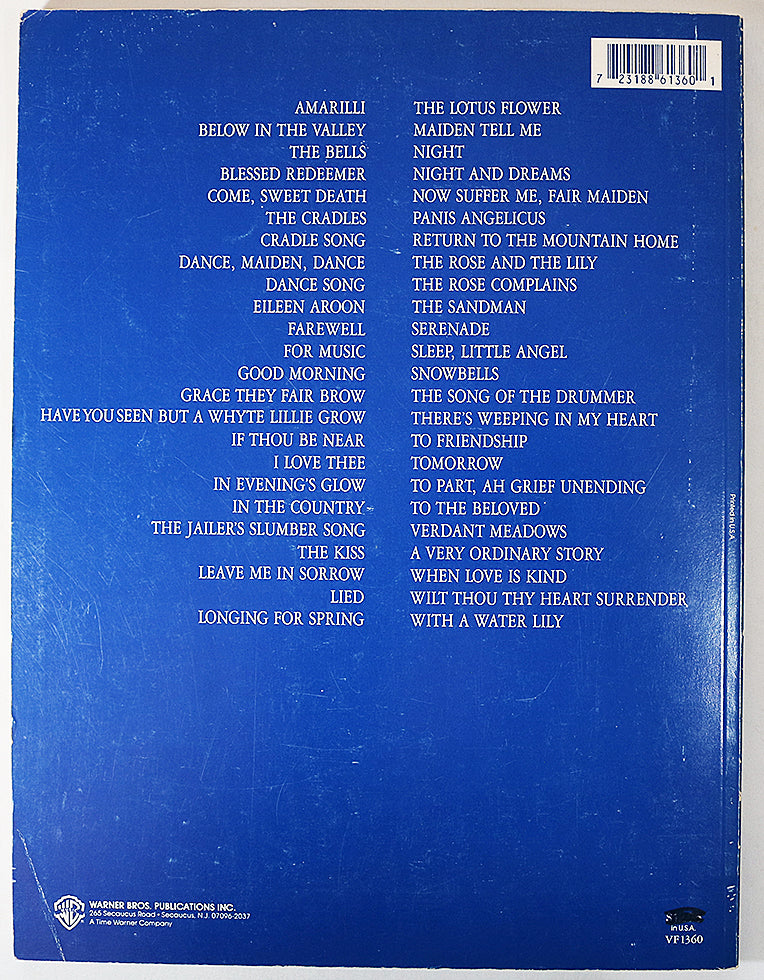 7 23188 61360 1
AMARILLI
BELOW IN THE VALLEY
THE BELLS
BLESSED REDEEMER
COME, SWEET DEATH
THE CRADLES
CRADLE SONG
DANCE, MAIDEN, DANCE
DANCE SONG
EILEEN AROON
FAREWELL
FOR MUSIC
GOOD MORNING
GRACE THEY FAIR BROW
HAVE YOU SEEN BUT A WHYTE LILLIE GROW
IF THOU BE NEAR
I LOVE THEE
IN EVENING'S GLOW
IN THE COUNTRY
THE JAILER'S SLUMBER SONG
THE KISS
LEAVE ME IN SORROW
LIED
LONGING FOR SPRING
THE LOTUS FLOWER
MAIDEN TELL ME
NIGHT
NIGHT AND DREAMS
NOW SUFFER ME, FAIR MAIDEN
PANIS ANGELICUS
RETURN TO THE MOUNTAIN HOME
THE ROSE AND THE LILY
THE ROSE COMPLAINS
THE SANDMAN
SERENADE
SLEEP, LITTLE ANGEL
SNOWBELLS
THE SONG OF THE DRUMMER
THERE'S WEEPING IN MY HEART
TO FRIENDSHIP
TOMORROW
TO PART, AH GRIEF UNENDING
TO THE BELOVED
VERDANT MEADOWS
A VERY ORDINARY STORY
WHEN LOVE IS KIND
WILT THOU THY HEART SURRENDER
WITH A WATER LILY
Printed in U.S.A.
WB
WARNER BROS. PUBLICATIONS INC.
265 Secaucus Road • Secaucus, N.J. 07096-2037
A Time Warner Company
in U.S.A.
VF1360